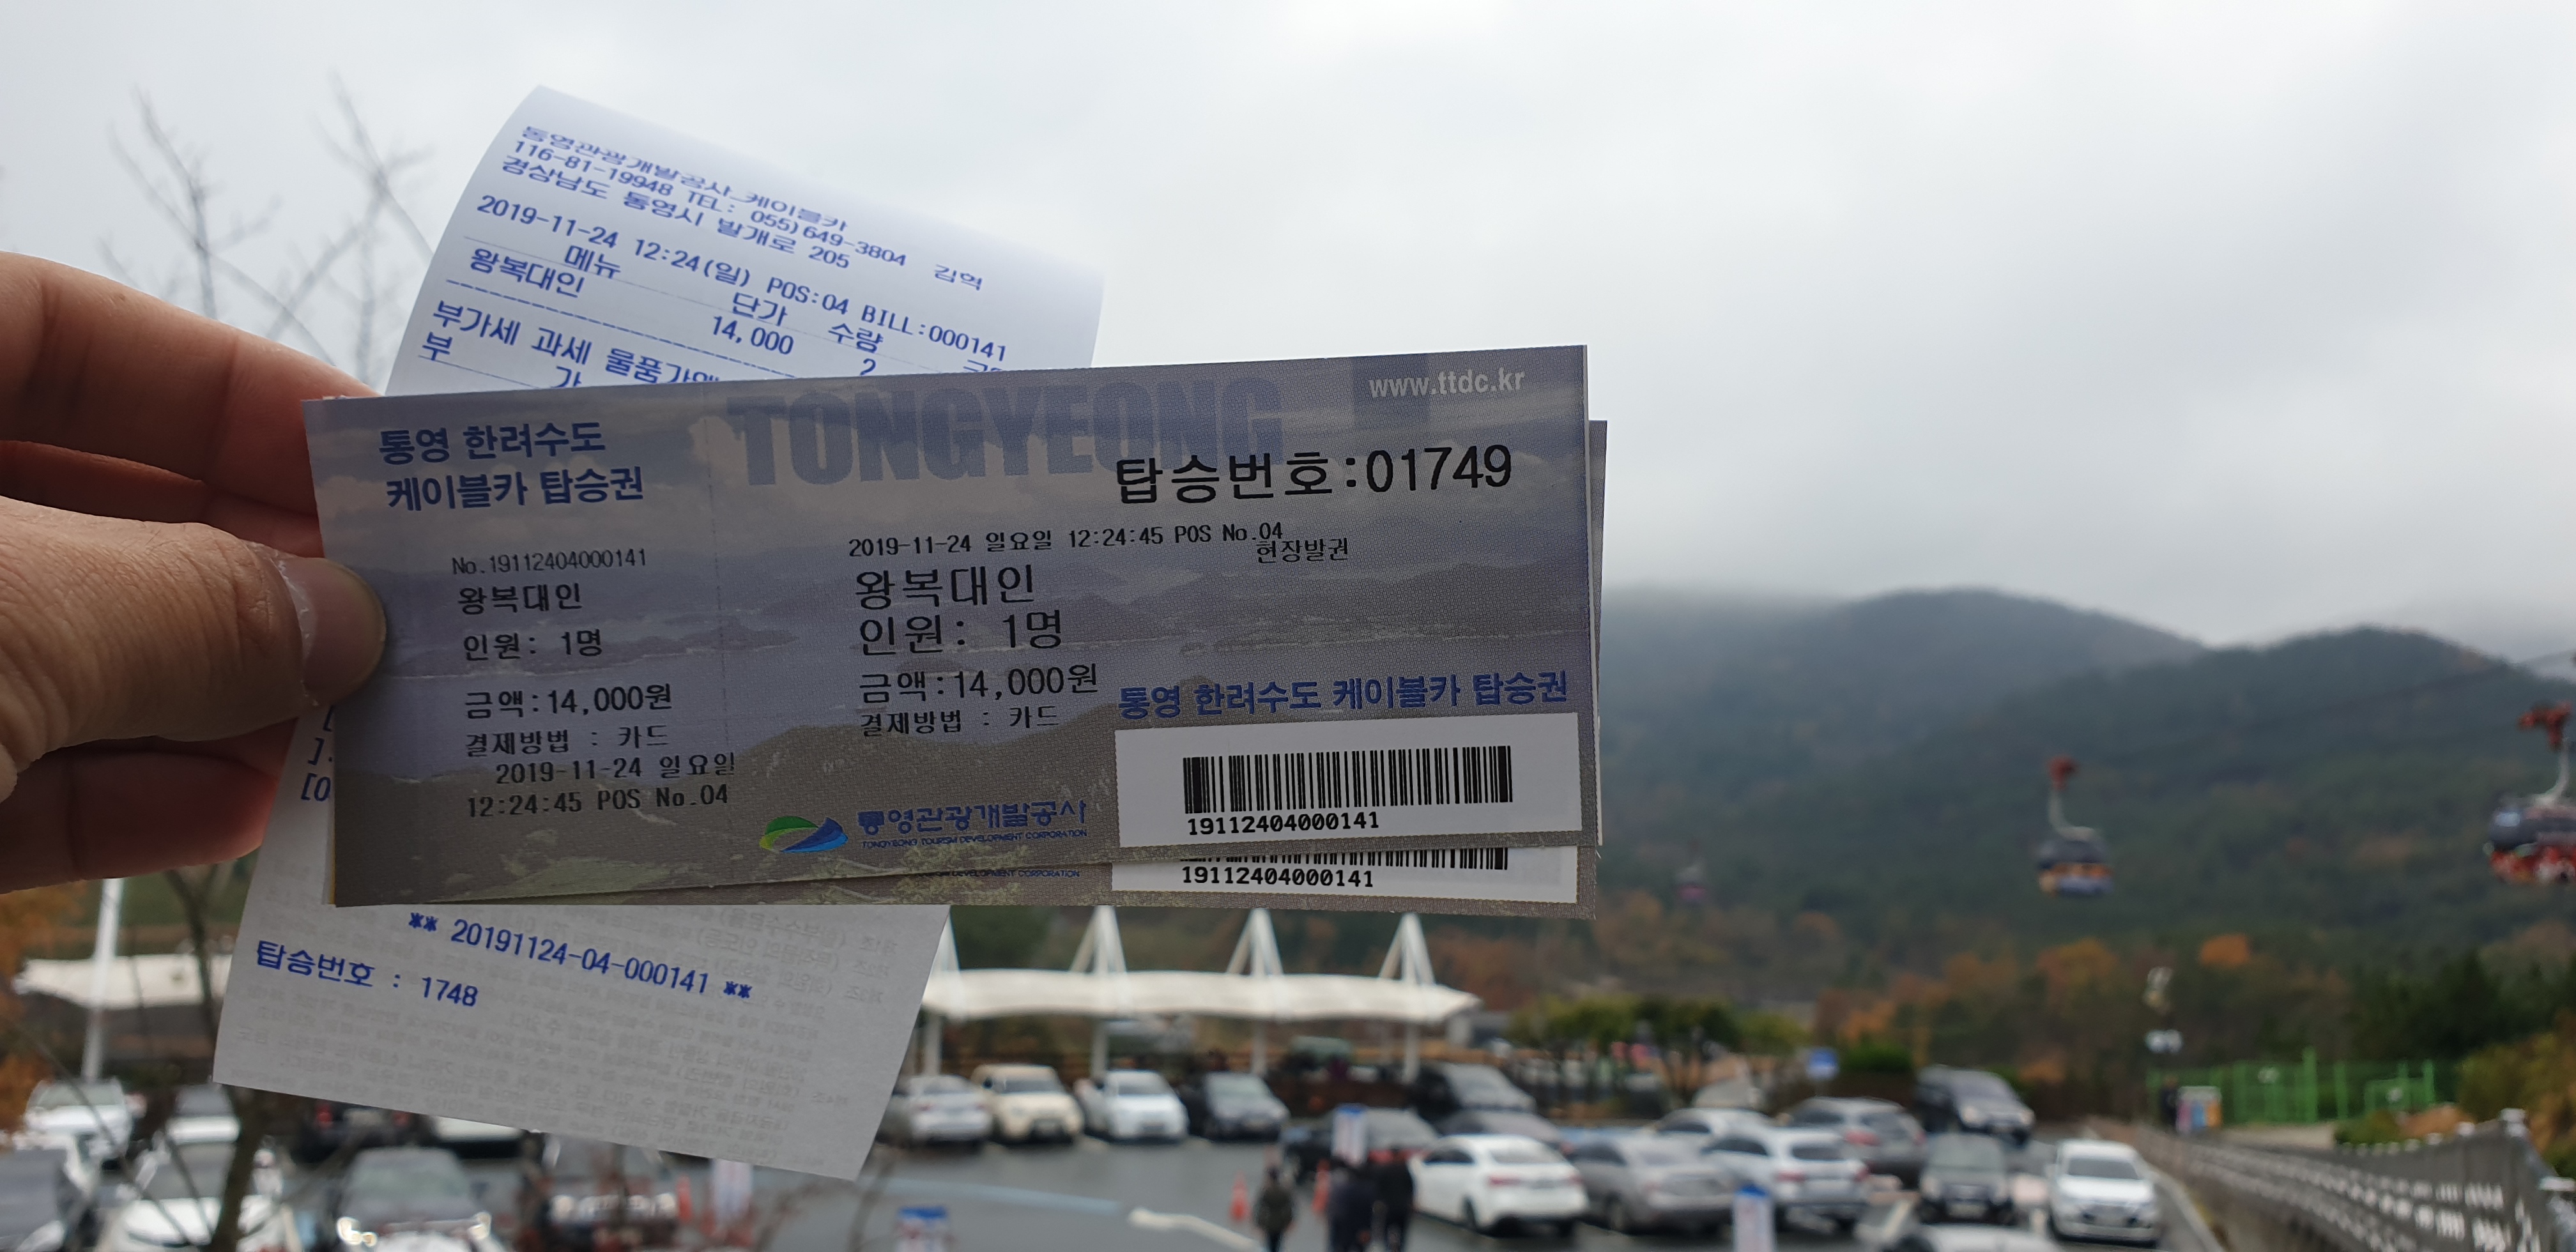 통영관광개발공사_케이블카
116-81-19948 TEL: 055)649-3804 김혁
경상남도 통영시 발개로 205
2019-11-24 12:24(일) POS:04 BILL:000141
메뉴 단가 수량
왕복대인 14,000 2
부가세 과세 물품가액
부 가
www.ttdc.kr
TONGYEONG
통영 한려수도
케이블카 탑승권
탑승번호:01749
No.19112404000141
왕복대인
인원: 1명
금액:14,000원
결제방법 : 카드
2019-11-24 일요일
12:24:45 POS No.04
2019-11-24 일요일 12:24:45 POS No.04
현장발권
왕복대인
인원: 1명
금액:14,000원
결제방법 : 카드
통영 한려수도 케이블카 탑승권
19112404000141
통영관광개발공사
TONGYEONG TOURISM DEVELOPMENT CORPORATION
DEVELOPMENT CORPORATION
19112404000141
** 20191124-04-000141 **
탑승번호 : 1748